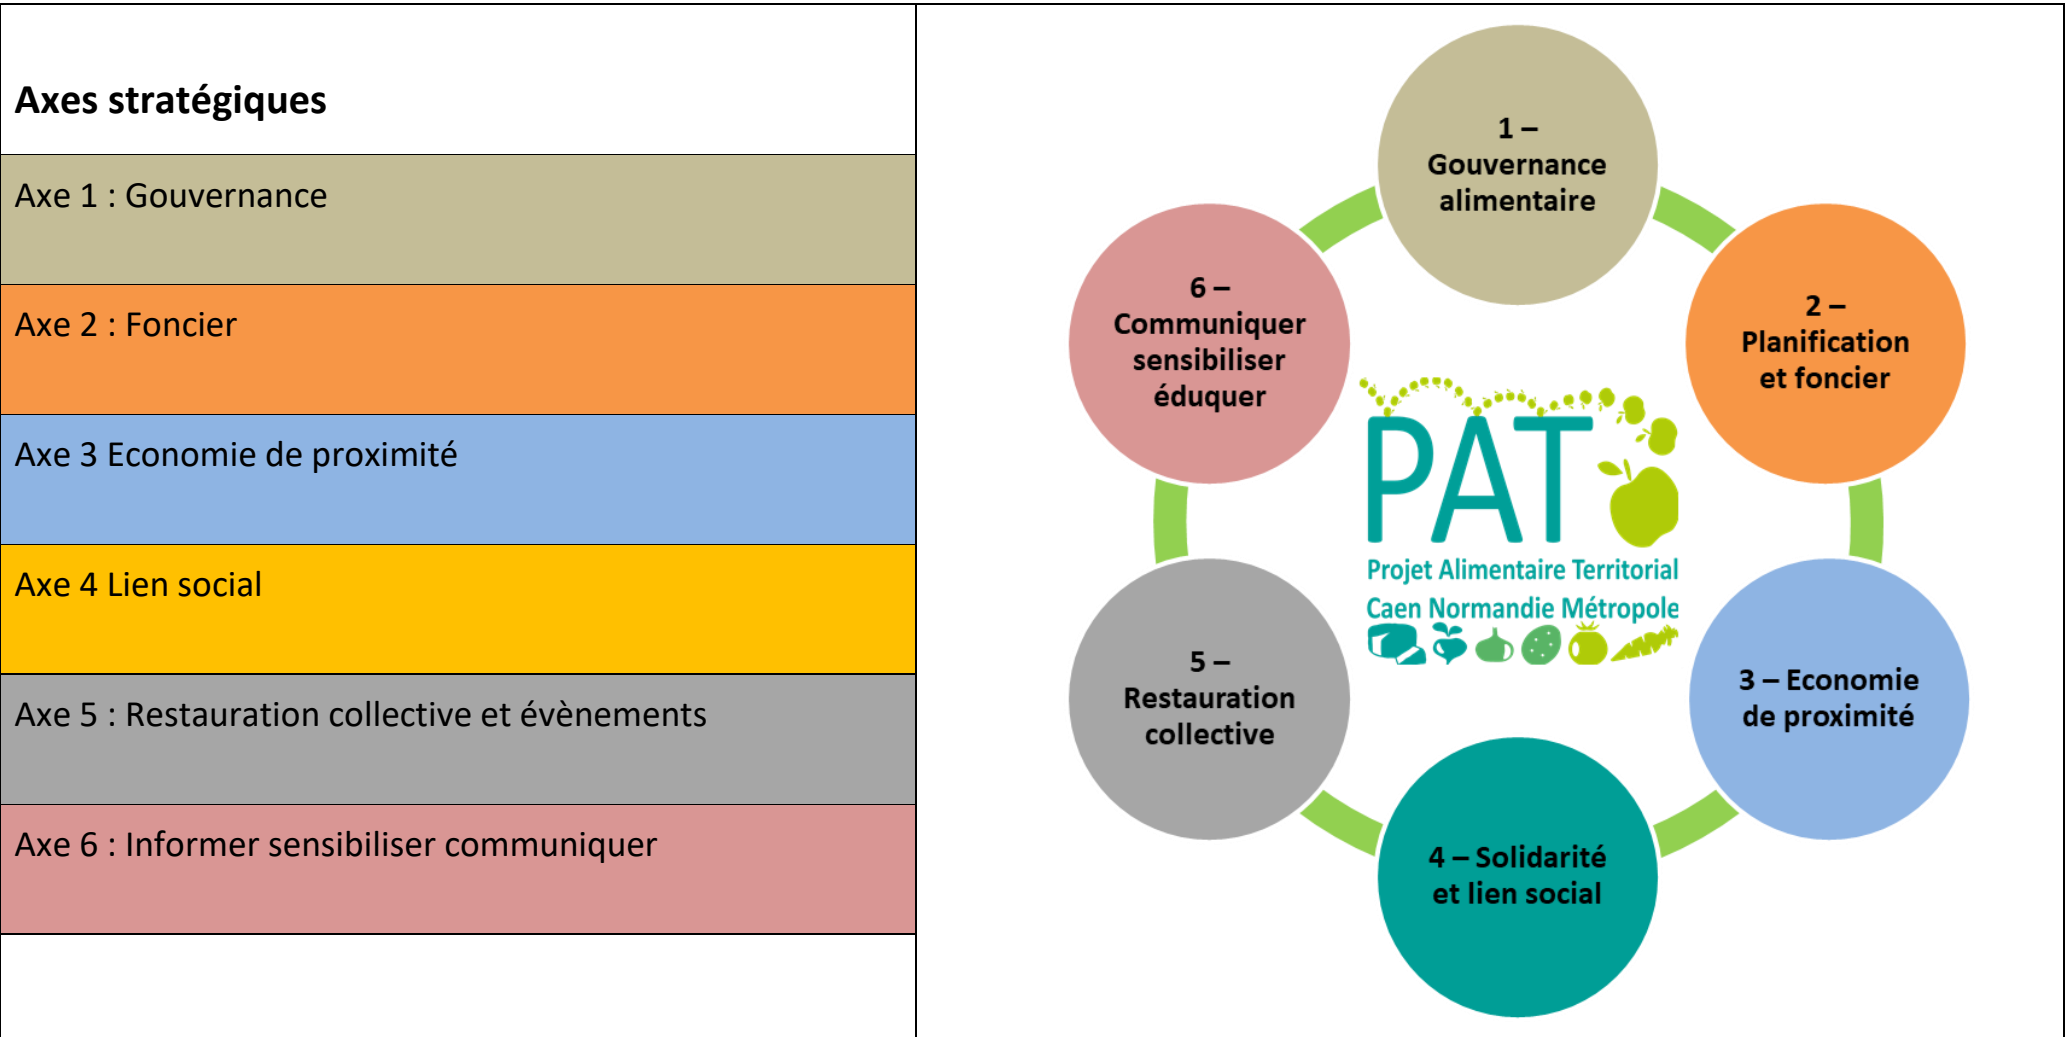 Axes stratégiques
Axe 1 : Gouvernance
Axe 2 : Foncier
Axe 3 Economie de proximité
Axe 4 Lien social
Axe 5 : Restauration collective et évènements
Axe 6 : Informer sensibiliser communiquer
1 –
Gouvernance
alimentaire
2 –
Planification
et foncier
3 – Economie
de proximité
4 – Solidarité
et lien social
5 –
Restauration
collective
6 –
Communiquer
sensibiliser
éduquer
PAT
Projet Alimentaire Territorial
Caen Normandie Métropole